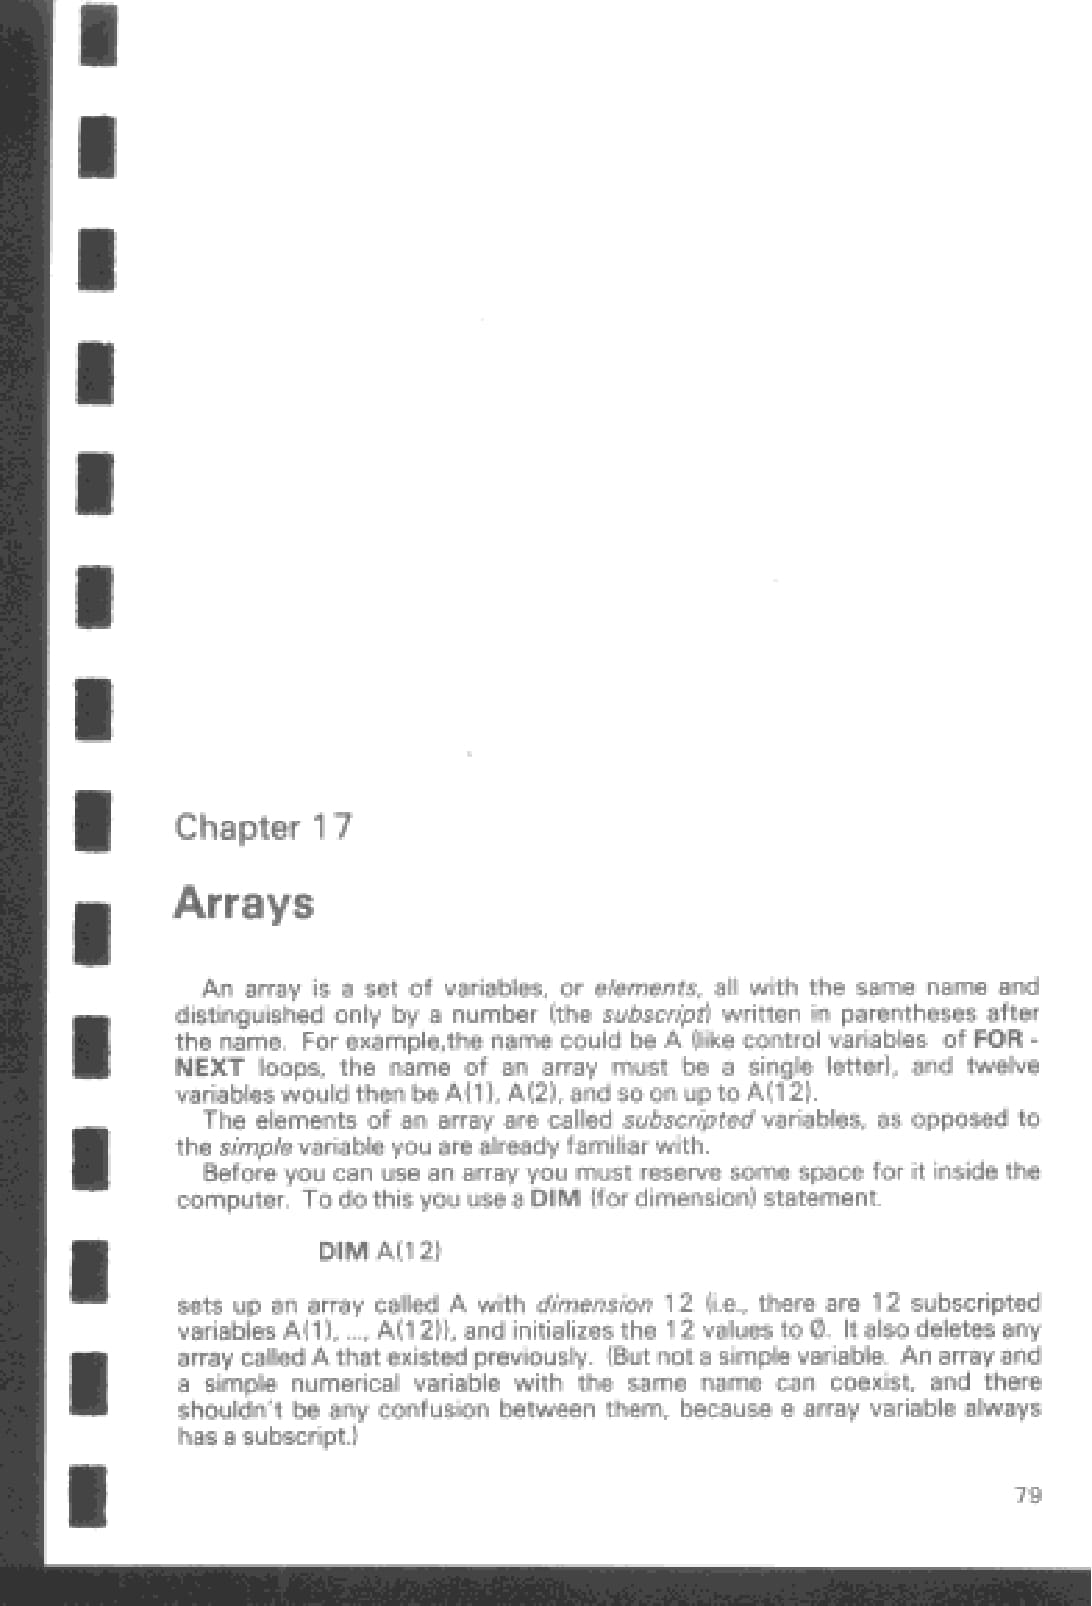 Chapter 17
Arrays
An array is a set of variables, or elements, all with the same name and
distinguished only by a number (the subscript) written in parentheses after
the name. For example,the name could be A (like control variables of FOR -
NEXT loops, the name of an array must be a single letter), and twelve
variables would then be A(1), A(2), and so on up to A(12).
The elements of an array are called subscripted variables, as opposed to
the simple variable you are already familiar with.
Before you can use an array you must reserve some space for it inside the
computer. To do this you use a DIM (for dimension) statement.
DIM A(12)
sets up an array called A with dimension 12 (i.e., there are 12 subscripted
variables A(1), ..., A(12)), and initializes the 12 values to 0. It also deletes any
array called A that existed previously. (But not a simple variable. An array and
a simple numerical variable with the same name can coexist, and there
shouldn't be any confusion between them, because e array variable always
has a subscript.)
79